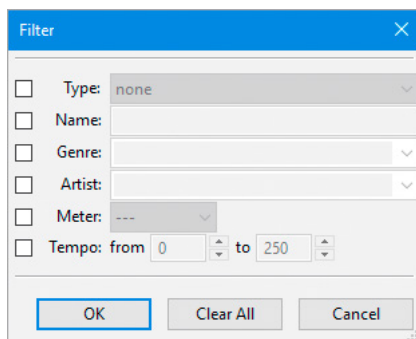 Filter
Type: none
Name:
Genre:
Artist:
Meter: ---
Tempo: from 0 to 250
OK Clear All Cancel